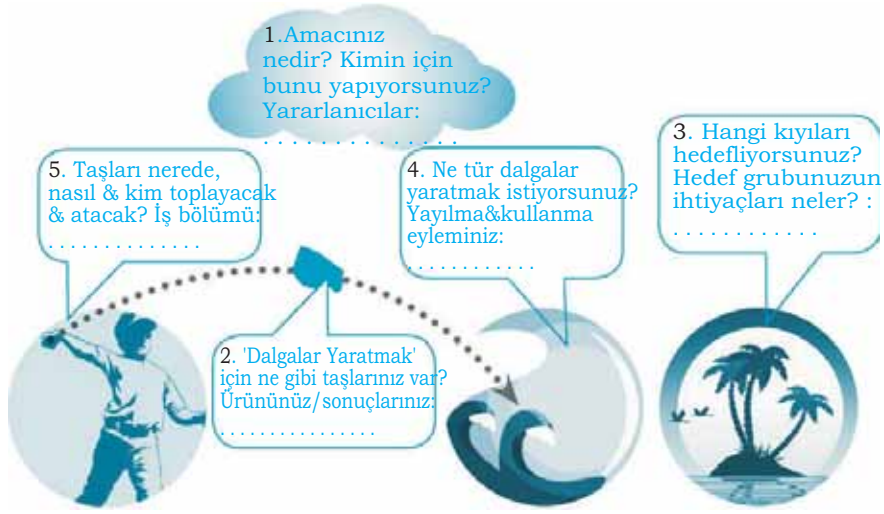 1.Amacınız
nedir? Kimin için
bunu yapıyorsunuz?
Yararlanıcılar:
. . . . . . . . . . . . . .
5. Taşları nerede,
nasıl & kim toplayacak
& atacak? İş bölümü:
. . . . . . . . . . . . . .
2. 'Dalgalar Yaratmak'
için ne gibi taşlarınız var?
Ürününüz/sonuçlarınız:
. . . . . . . . . . . . . . . .
4. Ne tür dalgalar
yaratmak istiyorsunuz?
Yayılma&kullanma
eyleminiz:
. . . . . . . . . . . .
3. Hangi kıyıları
hedefliyorsunuz?
Hedef grubunuzun
ihtiyaçları neler? :
. . . . . . . . . . . .